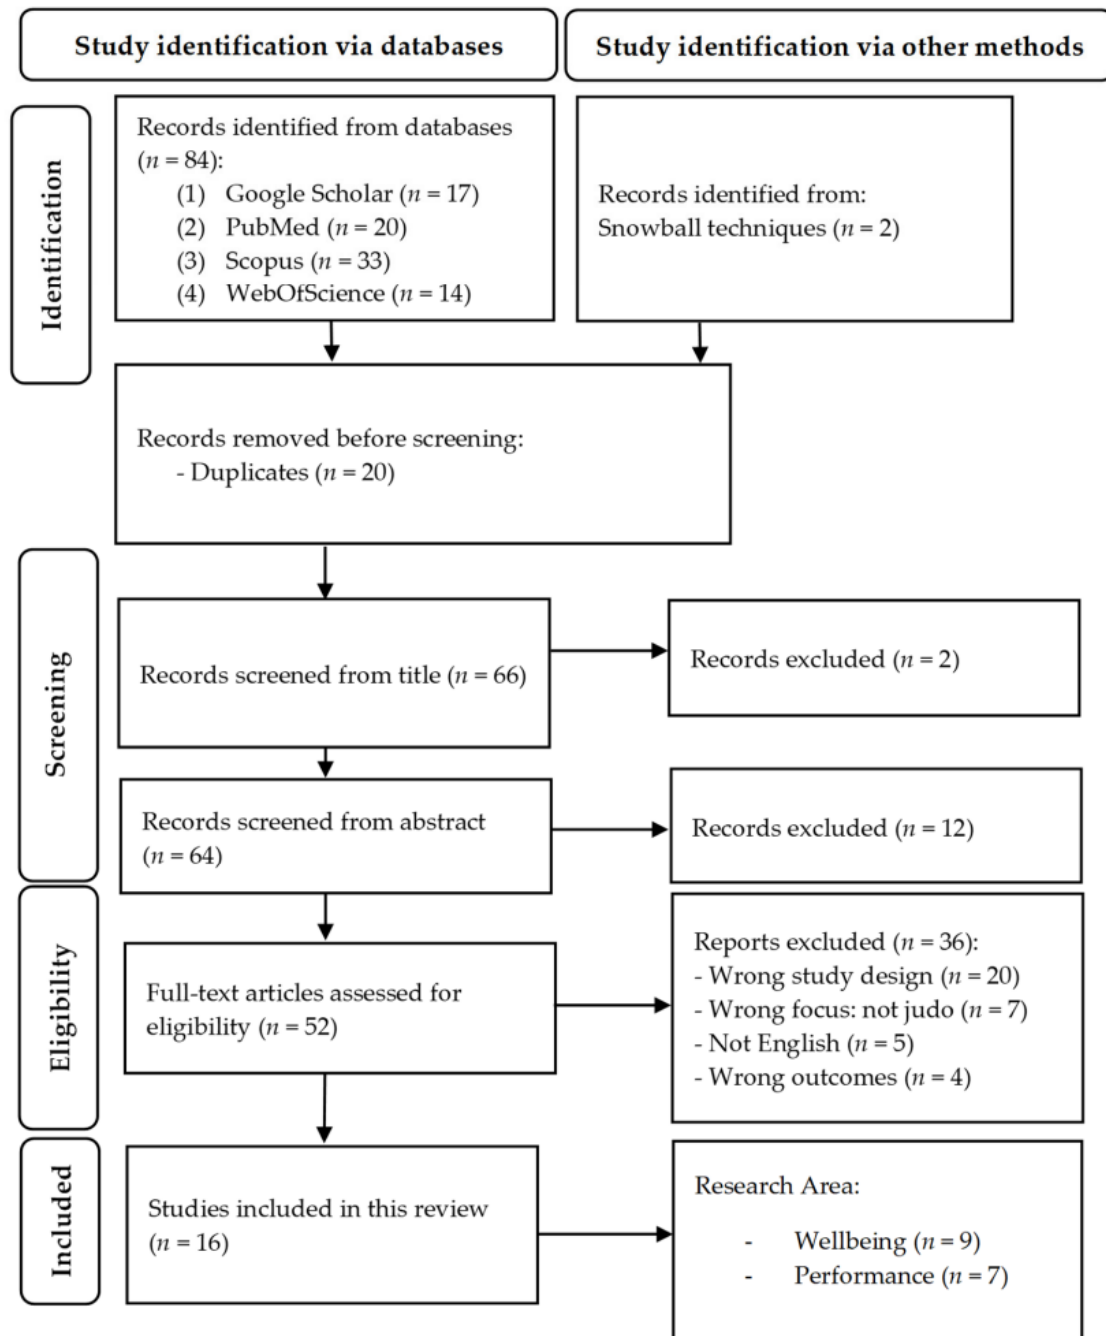 Study identification via databases
Study identification via other methods
Identification
Records identified from databases
(n = 84):
(1) Google Scholar (n = 17)
(2) PubMed (n = 20)
(3) Scopus (n = 33)
(4) WebOfScience (n = 14)
Records identified from:
Snowball techniques (n = 2)
Records removed before screening:
- Duplicates (n = 20)
Screening
Records screened from title (n = 66)
Records excluded (n = 2)
Records screened from abstract
(n = 64)
Records excluded (n = 12)
Eligibility
Full-text articles assessed for
eligibility (n = 52)
Reports excluded (n = 36):
- Wrong study design (n = 20)
- Wrong focus: not judo (n = 7)
- Not English (n = 5)
- Wrong outcomes (n = 4)
Included
Studies included in this review
(n = 16)
Research Area:
- Wellbeing (n = 9)
- Performance (n = 7)